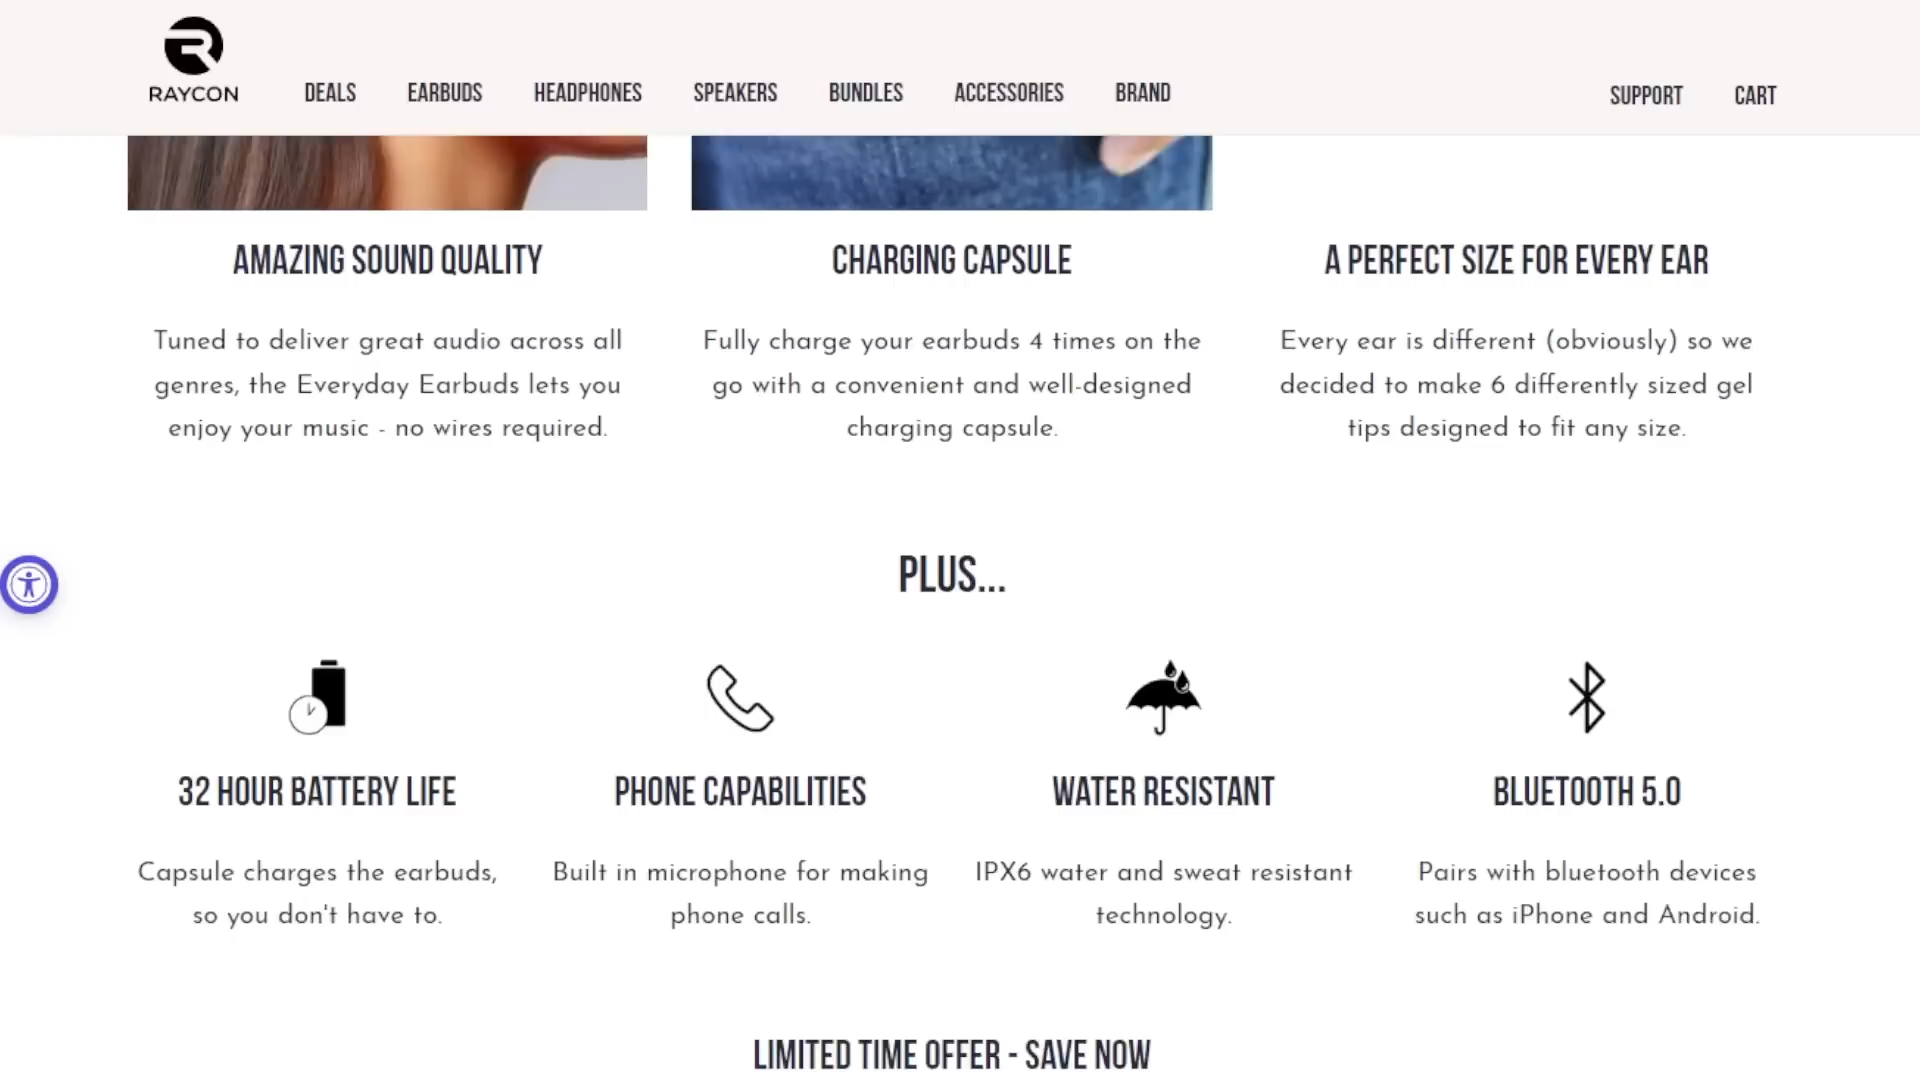 RAYCON
DEALS EARBUDS HEADPHONES SPEAKERS BUNDLES ACCESSORIES BRAND SUPPORT CART
AMAZING SOUND QUALITY
Tuned to deliver great audio across all
genres, the Everyday Earbuds lets you
enjoy your music - no wires required.
CHARGING CAPSULE
Fully charge your earbuds 4 times on the
go with a convenient and well-designed
charging capsule.
A PERFECT SIZE FOR EVERY EAR
Every ear is different (obviously) so we
decided to make 6 differently sized gel
tips designed to fit any size.
PLUS...
32 HOUR BATTERY LIFE
Capsule charges the earbuds,
so you don't have to.
PHONE CAPABILITIES
Built in microphone for making
phone calls.
WATER RESISTANT
IPX6 water and sweat resistant
technology.
BLUETOOTH 5.0
Pairs with bluetooth devices
such as iPhone and Android.
LIMITED TIME OFFER - SAVE NOW